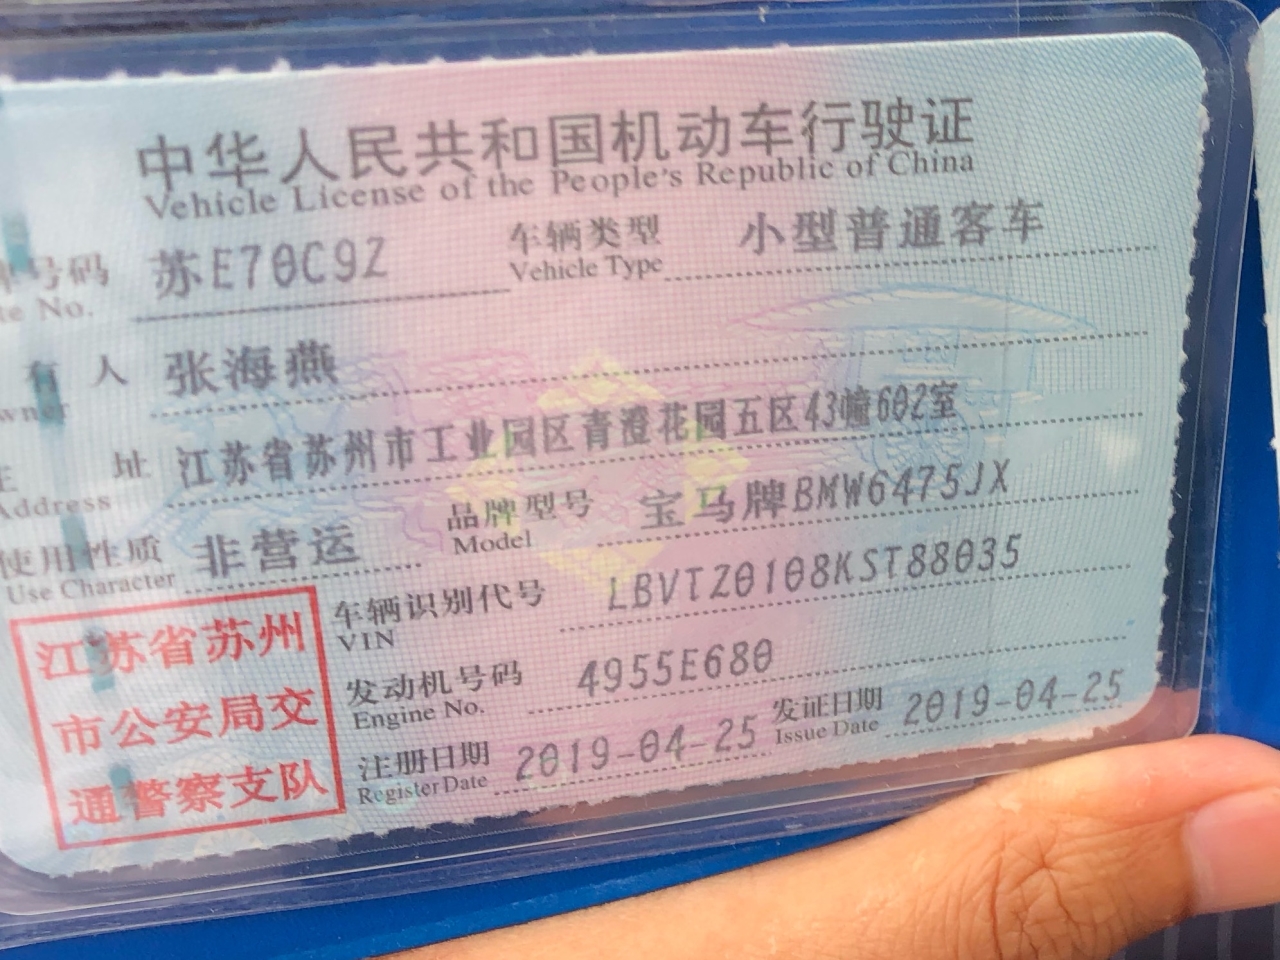 中华人民共和国机动车行驶证
Vehicle License of the People's Republic of China
号码 苏E70C9Z 车辆类型 小型普通客车
No. Vehicle Type
有人 张海燕
址 江苏省苏州市工业园区青澄花园五区43幢602室
Address
使用性质 非营运 品牌型号 宝马牌BMW6475JX
Use Character Model
车辆识别代号 LBVTZ0108KST88035
VIN
发动机号码 4955E680
Engine No.
注册日期 2019-04-25 发证日期 2019-04-25
Register Date Issue Date
江苏省苏州
市公安局交
通警察支队